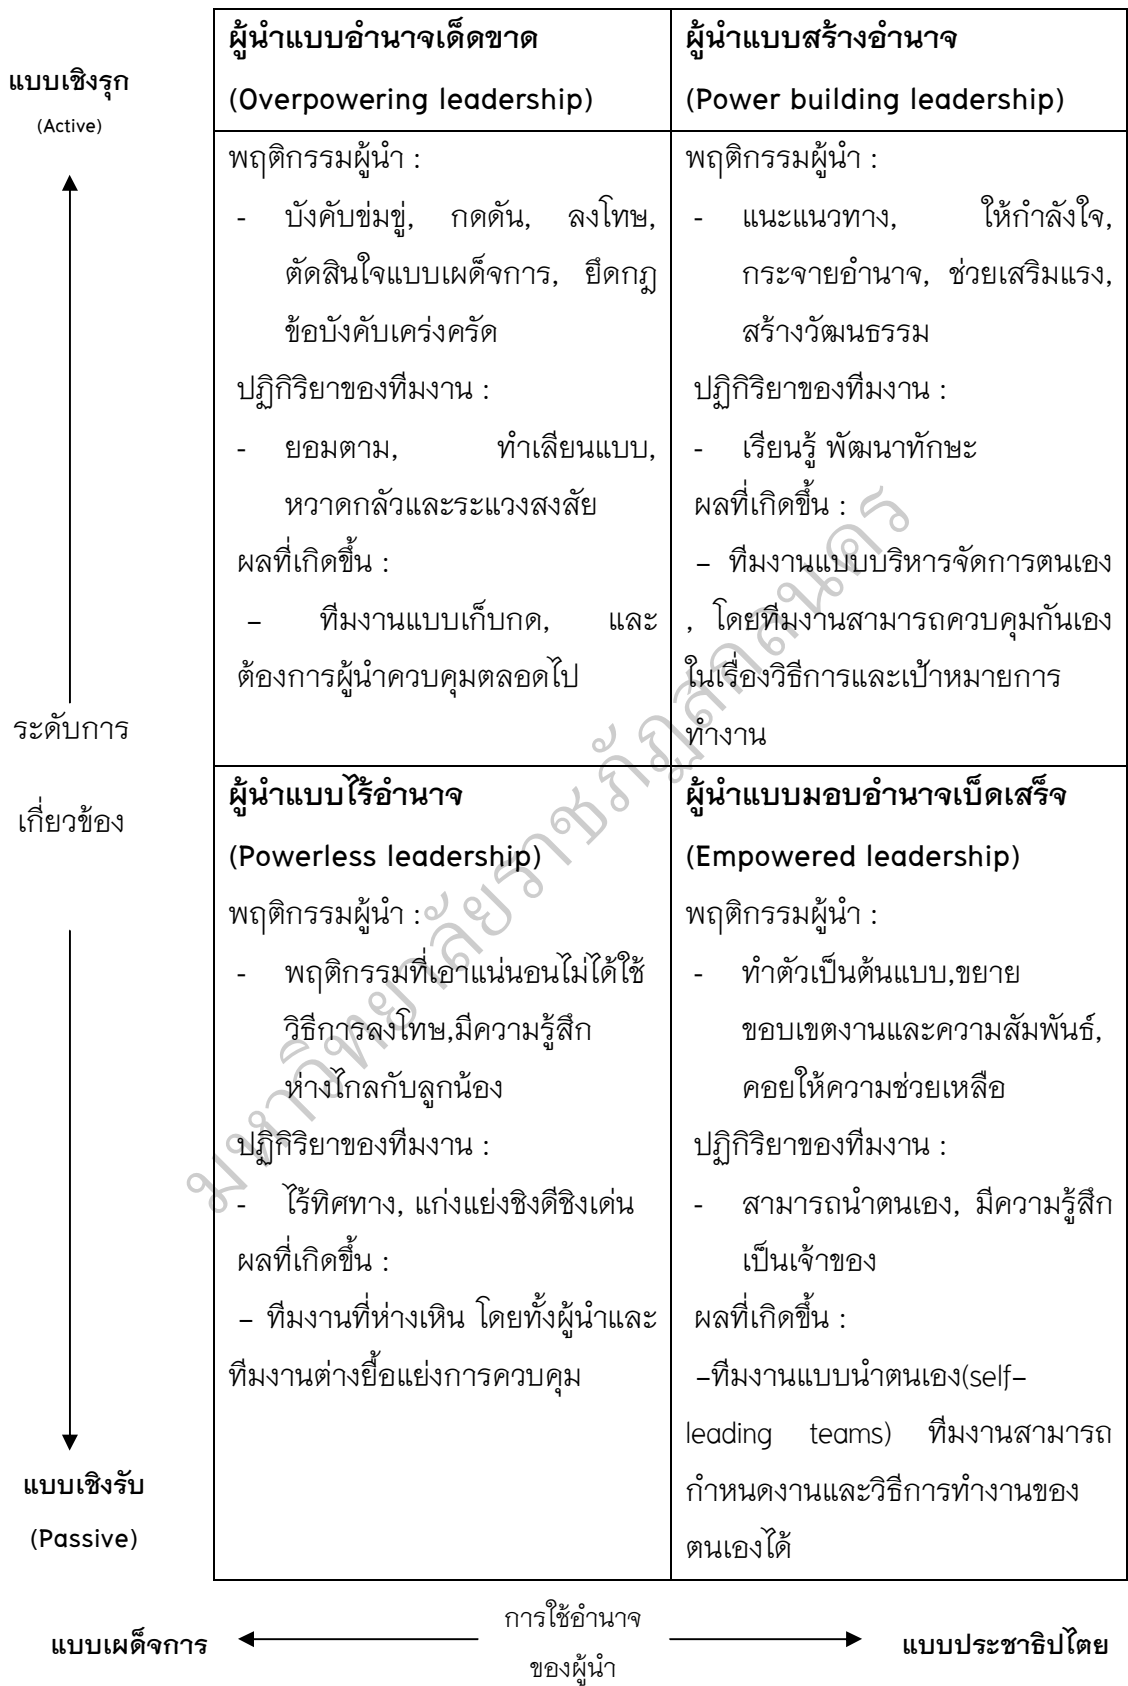 แบบเชิงรุก
(Active)
ระดับการ
เกี่ยวข้อง
แบบเชิงรับ
(Passive)
ผู้นำแบบอำนาจเด็ดขาด
(Overpowering leadership)
พฤติกรรมผู้นำ :
- บังคับข่มขู่, กดดัน, ลงโทษ,
ตัดสินใจแบบเผด็จการ, ยึดกฎ
ข้อบังคับเคร่งครัด
ปฏิกิริยาของทีมงาน :
- ยอมตาม, ทำเลียนแบบ,
หวาดกลัวและระแวงสงสัย
ผลที่เกิดขึ้น :
– ทีมงานแบบเก็บกด, และ
ต้องการผู้นำควบคุมตลอดไป
ผู้นำแบบสร้างอำนาจ
(Power building leadership)
พฤติกรรมผู้นำ :
- แนะแนวทาง, ให้กำลังใจ,
กระจายอำนาจ, ช่วยเสริมแรง,
สร้างวัฒนธรรม
ปฏิกิริยาของทีมงาน :
- เรียนรู้ พัฒนาทักษะ
ผลที่เกิดขึ้น :
– ทีมงานแบบบริหารจัดการตนเอง
, โดยทีมงานสามารถควบคุมกันเอง
ในเรื่องวิธีการและเป้าหมายการ
ทำงาน
ผู้นำแบบไร้อำนาจ
(Powerless leadership)
พฤติกรรมผู้นำ :
- พฤติกรรมที่เอาแน่นอนไม่ได้ใช้
วิธีการลงโทษ,มีความรู้สึก
ห่างไกลกับลูกน้อง
ปฏิกิริยาของทีมงาน :
- ไร้ทิศทาง, แก่งแย่งชิงดีชิงเด่น
ผลที่เกิดขึ้น :
– ทีมงานที่ห่างเหิน โดยทั้งผู้นำและ
ทีมงานต่างยื้อแย่งการควบคุม
ผู้นำแบบมอบอำนาจเบ็ดเสร็จ
(Empowered leadership)
พฤติกรรมผู้นำ :
- ทำตัวเป็นต้นแบบ,ขยาย
ขอบเขตงานและความสัมพันธ์,
คอยให้ความช่วยเหลือ
ปฏิกิริยาของทีมงาน :
- สามารถนำตนเอง, มีความรู้สึก
เป็นเจ้าของ
ผลที่เกิดขึ้น :
–ทีมงานแบบนำตนเอง(self–
leading teams) ทีมงานสามารถ
กำหนดงานและวิธีการทำงานของ
ตนเองได้
แบบเผด็จการ
การใช้อำนาจ
ของผู้นำ
แบบประชาธิปไตย
มหาวิทยาลัยราชภัฏสกลนคร